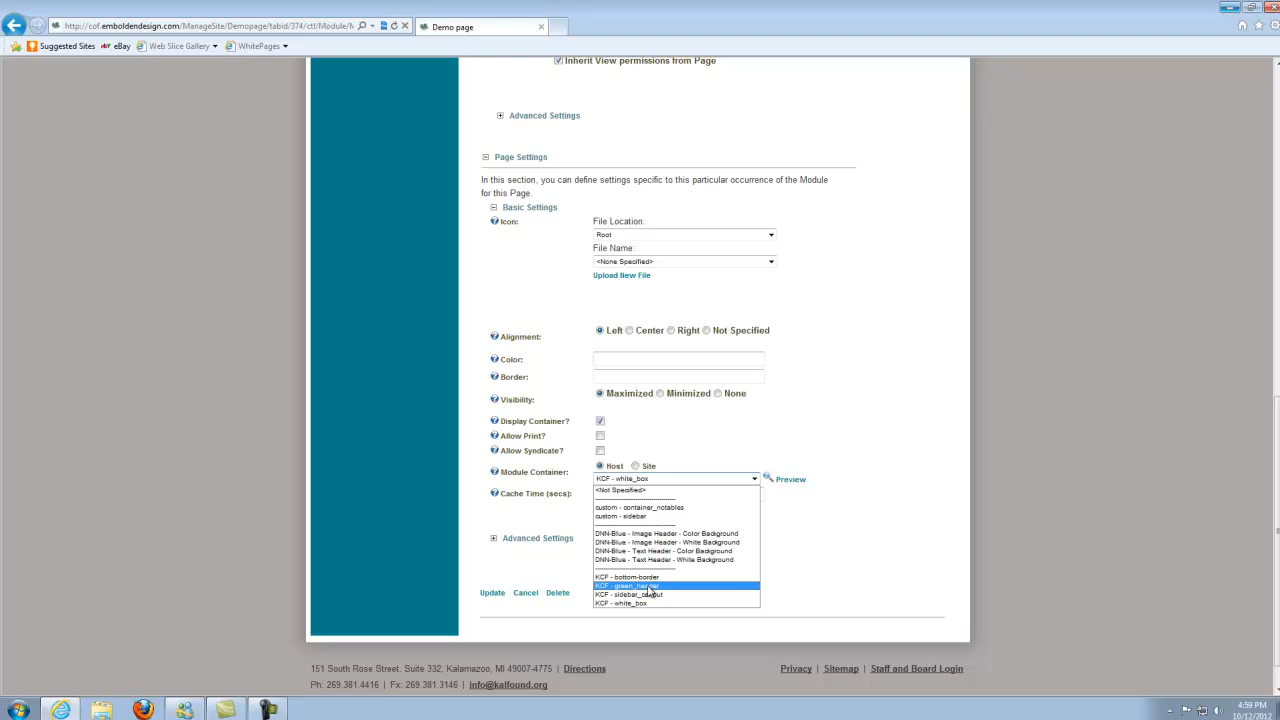 http://cof.emboldendesign.com/ManageSite/Demopage/tabid/374/ctl/Module/
Demo page
Suggested Sites
eBay
Web Slice Gallery
WhitePages
Inherit View permissions from Page
Advanced Settings
Page Settings
In this section, you can define settings specific to this particular occurrence of the Module
for this Page.
Basic Settings
Icon:
File Location:
Root
File Name:
<None Specified>
Upload New File
Alignment:
Left Center Right Not Specified
Color:
Border:
Visibility:
Maximized Minimized None
Display Container?
Allow Print?
Allow Syndicate?
Module Container:
Host Site
KCF - white_box
Preview
Cache Time (secs):
<Not Specified>
custom - container_notables
custom - sidebar
DNN-Blue - Image Header - Color Background
DNN-Blue - Image Header - White Background
DNN-Blue - Text Header - Color Background
DNN-Blue - Text Header - White Background
KCF - bottom-border
KCF - green_header
KCF -
KCF - white_box
Advanced Settings
Update Cancel Delete
151 South Rose Street. Suite 332, Kalamazoo, MI 49007-4775 | Directions
Privacy | Sitemap | Staff and Board Login
Ph: 269.381.4416 | Fx: 269.381.3146 | info@kalfound.org
4:59 PM
10/12/2012